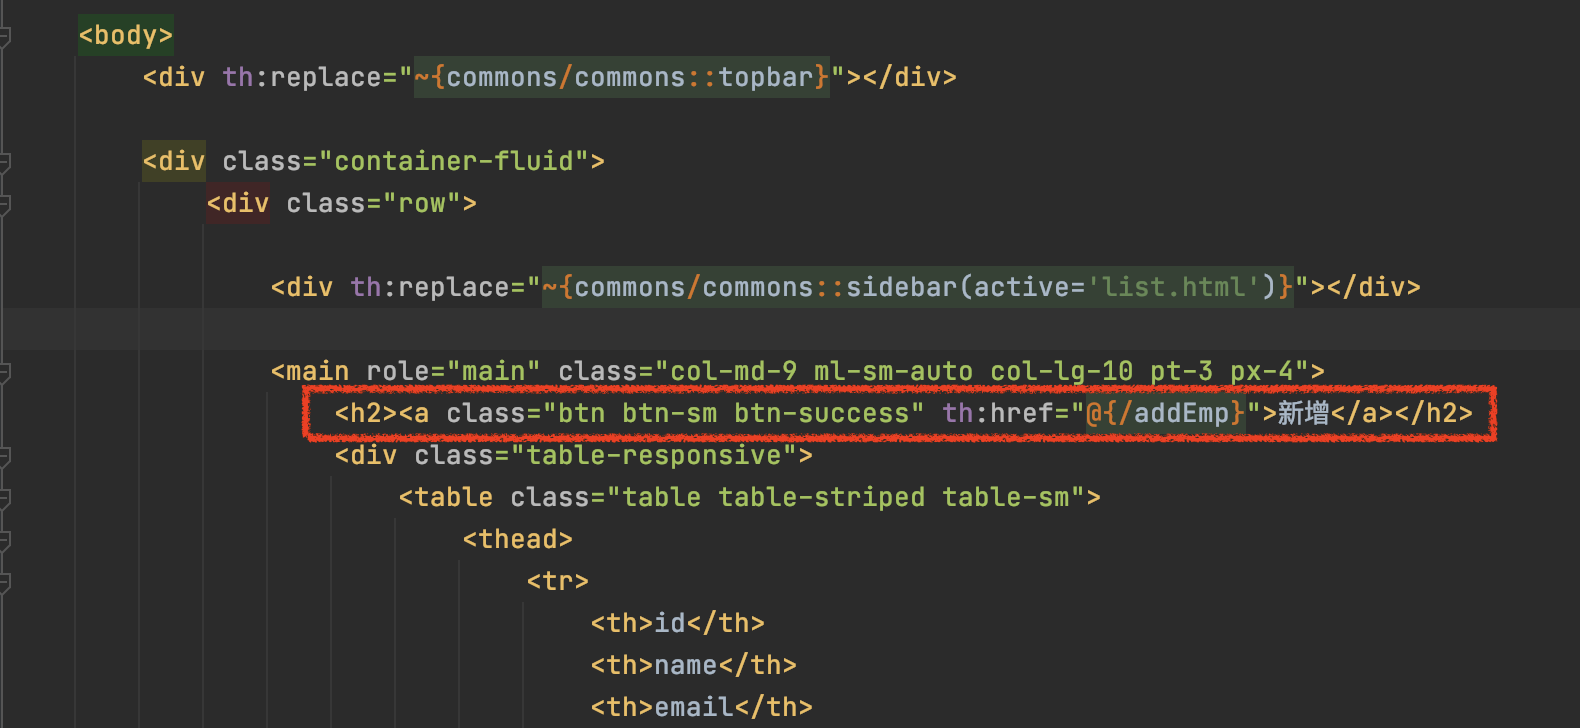 <body>
<div th:replace="~{commons/commons::topbar}"></div>
<div class="container-fluid">
<div class="row">
<div th:replace="~{commons/commons::sidebar(active='list.html')}"></div>
<main role="main" class="col-md-9 ml-sm-auto col-lg-10 pt-3 px-4">
<h2><a class="btn btn-sm btn-success" th:href="@{/addEmp}">新增</a></h2>
<div class="table-responsive">
<table class="table table-striped table-sm">
<thead>
<tr>
<th>id</th>
<th>name</th>
<th>email</th>